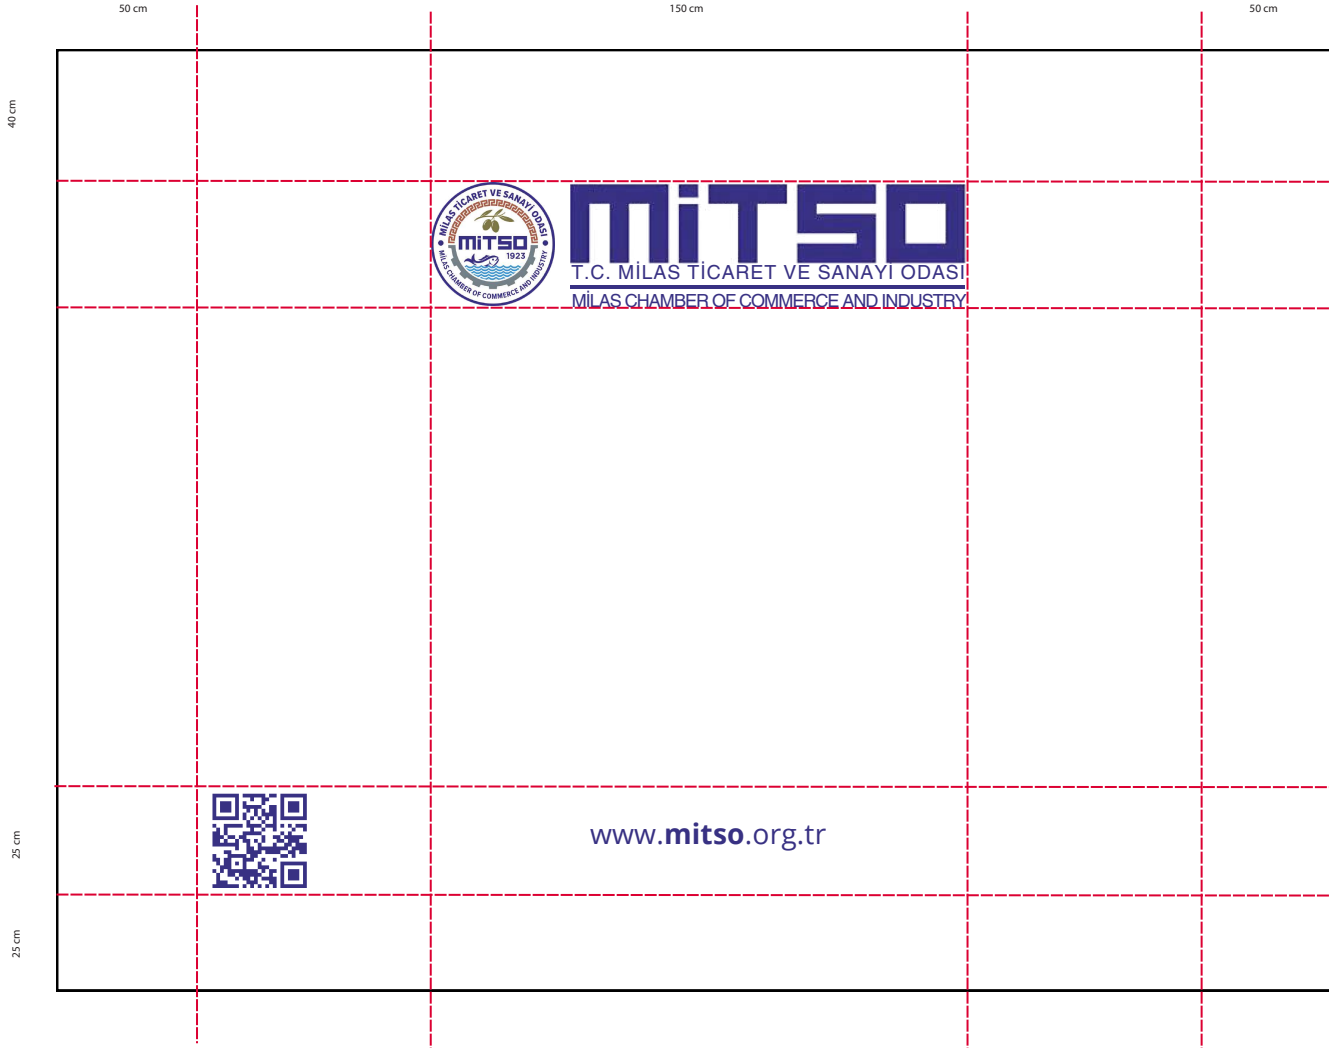 50 cm
150 cm
50 cm
40 cm
MİLAS TİCARET VE SANAYİ ODASI
MİTSO
1923
MİLAS CHAMBER OF COMMERCE AND INDUSTRY
MİTSO
T.C. MİLAS TİCARET VE SANAYİ ODASI
MİLAS CHAMBER OF COMMERCE AND INDUSTRY
25 cm
www.mitso.org.tr
25 cm